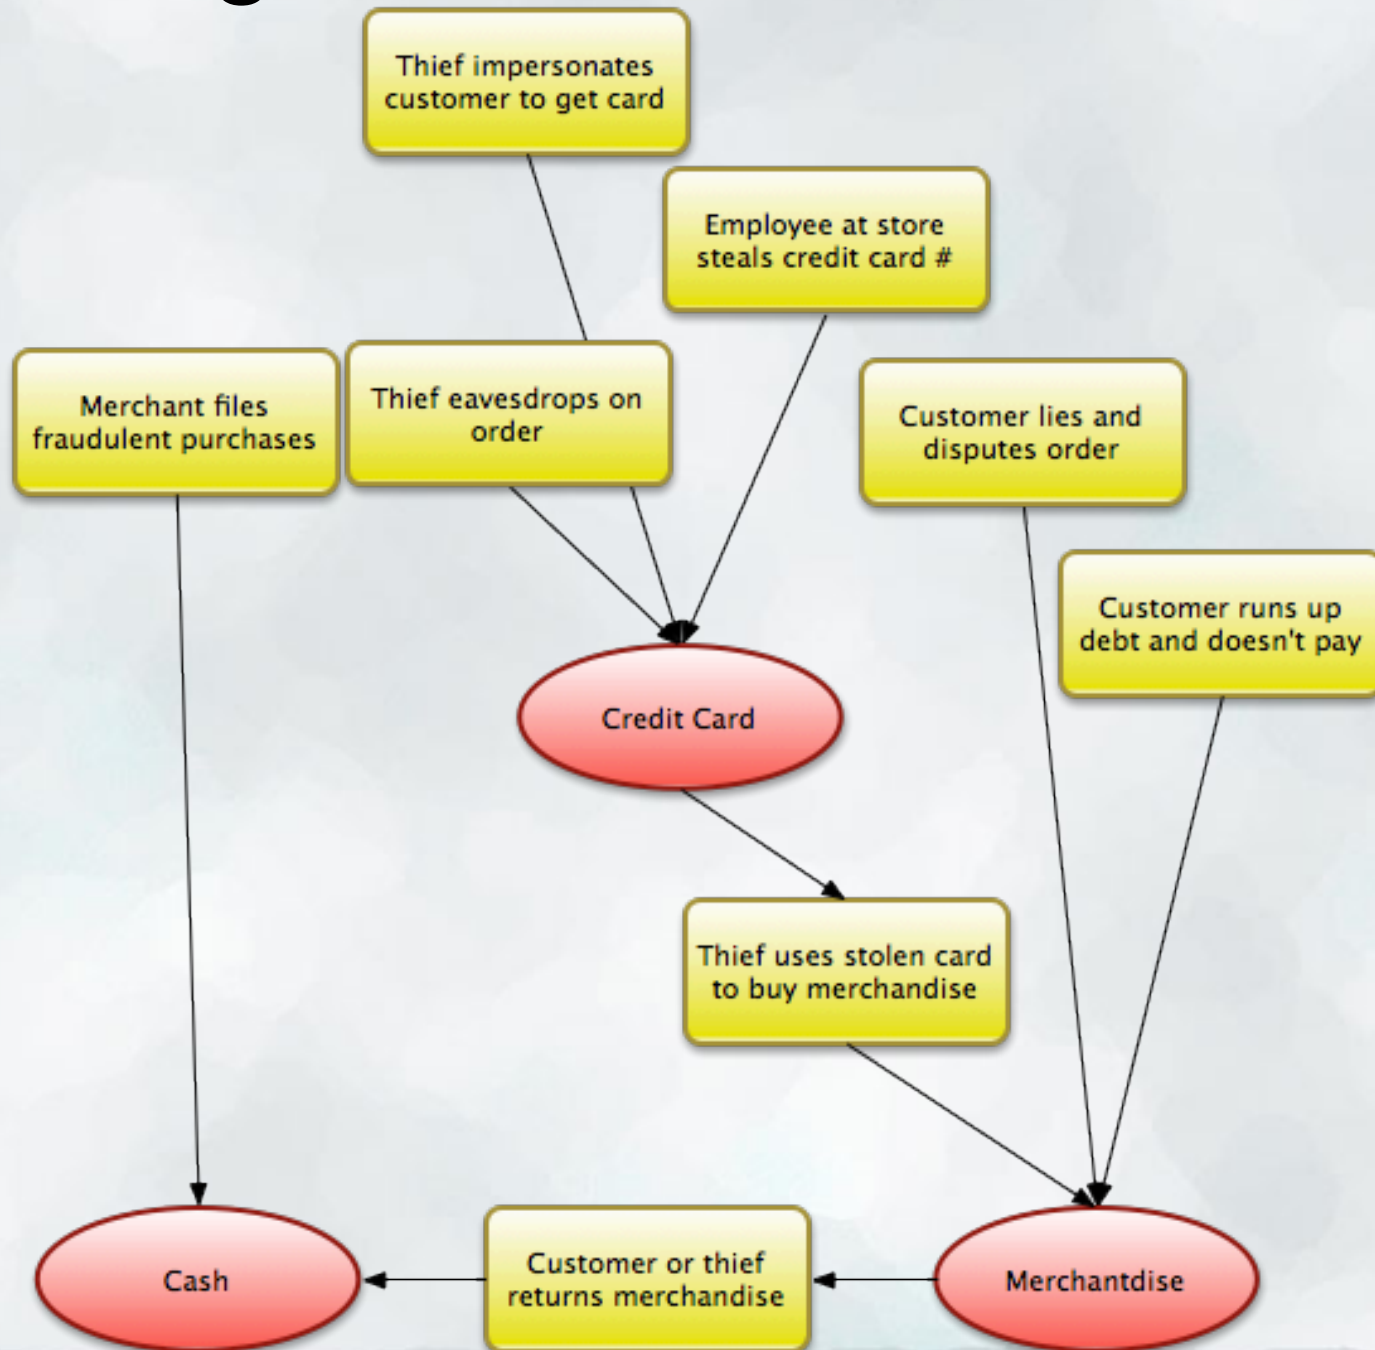 Thief impersonates
customer to get card
Employee at store
steals credit card #
Merchant files
fraudulent purchases
Thief eavesdrops on
order
Customer lies and
disputes order
Customer runs up
debt and doesn't pay
Credit Card
Thief uses stolen card
to buy merchandise
Cash
Customer or thief
returns merchandise
Merchantdise